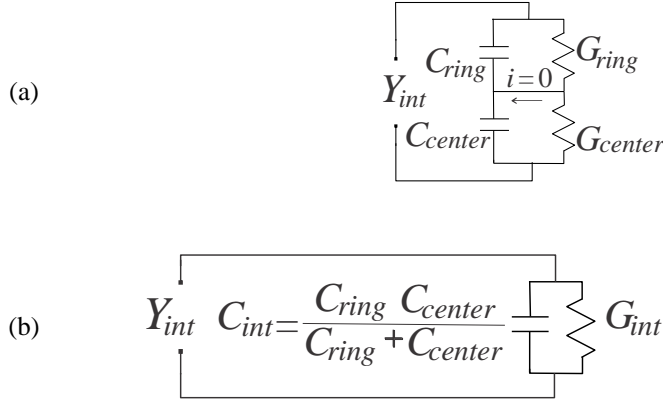 (a)
Y_int
C_ring
G_ring
i=0
C_center
G_center
(b)
Y_int
C_int = C_ring C_center / C_ring + C_center
G_int